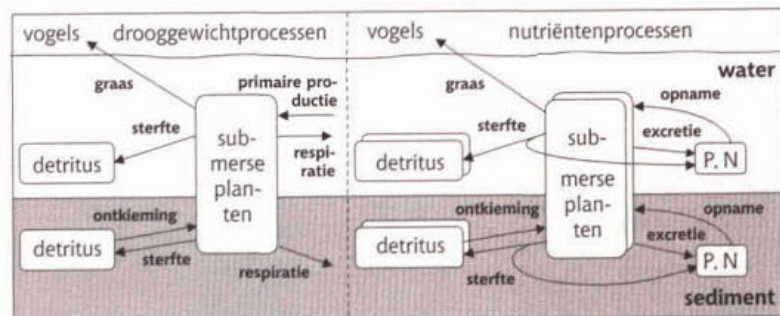 vogels drooggewichtprocessen
graas
primaire pro-
ductie
sterfte
respi-
ratie
sub-
merse
plan-
ten
detritus
ontkieming
detritus
sterfte
respiratie
vogels nutriëntenprocessen
water
graas
opname
sterfte
excretie
sub-
merse
plan-
ten
detritus
P, N
ontkieming
opname
detritus
excretie
sterfte
P, N
sediment